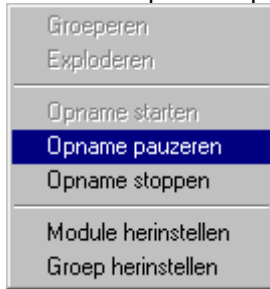 Groeperen
Exploderen
Opname starten
Opname pauzeren
Opname stoppen
Module herinstellen
Groep herinstellen